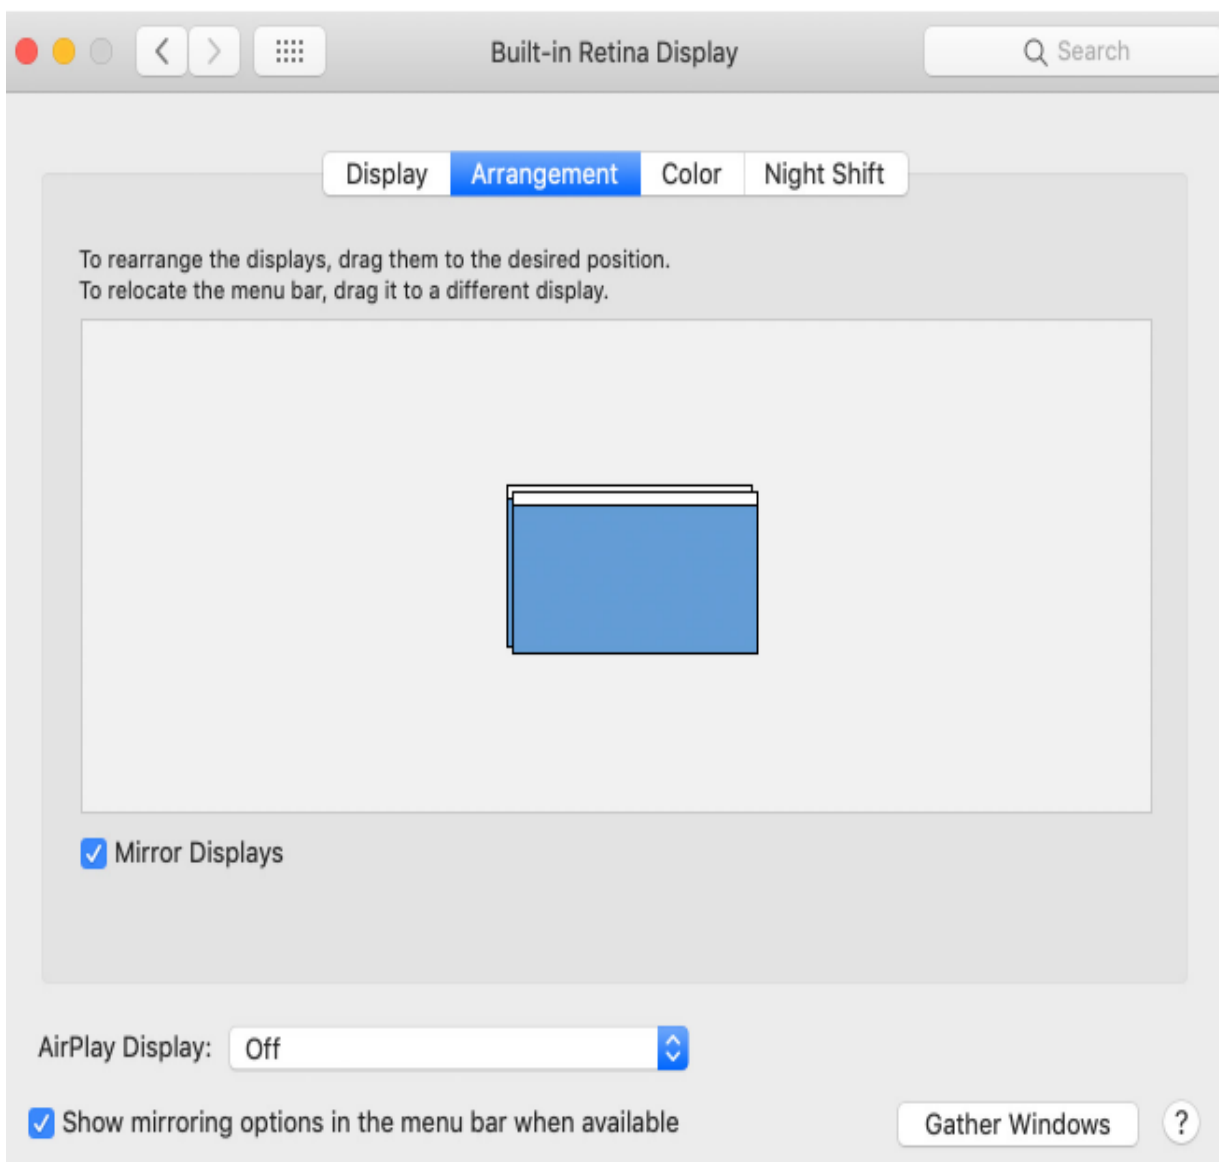 Built-in Retina Display
Search
Display Arrangement Color Night Shift
To rearrange the displays, drag them to the desired position.
To relocate the menu bar, drag it to a different display.
Mirror Displays
AirPlay Display: Off
Show mirroring options in the menu bar when available
Gather Windows
?